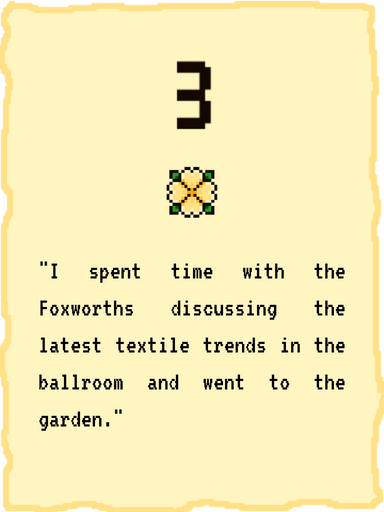 3
"I spent time with the
Foxworths discussing the
latest textile trends in the
ballroom and went to the
garden."